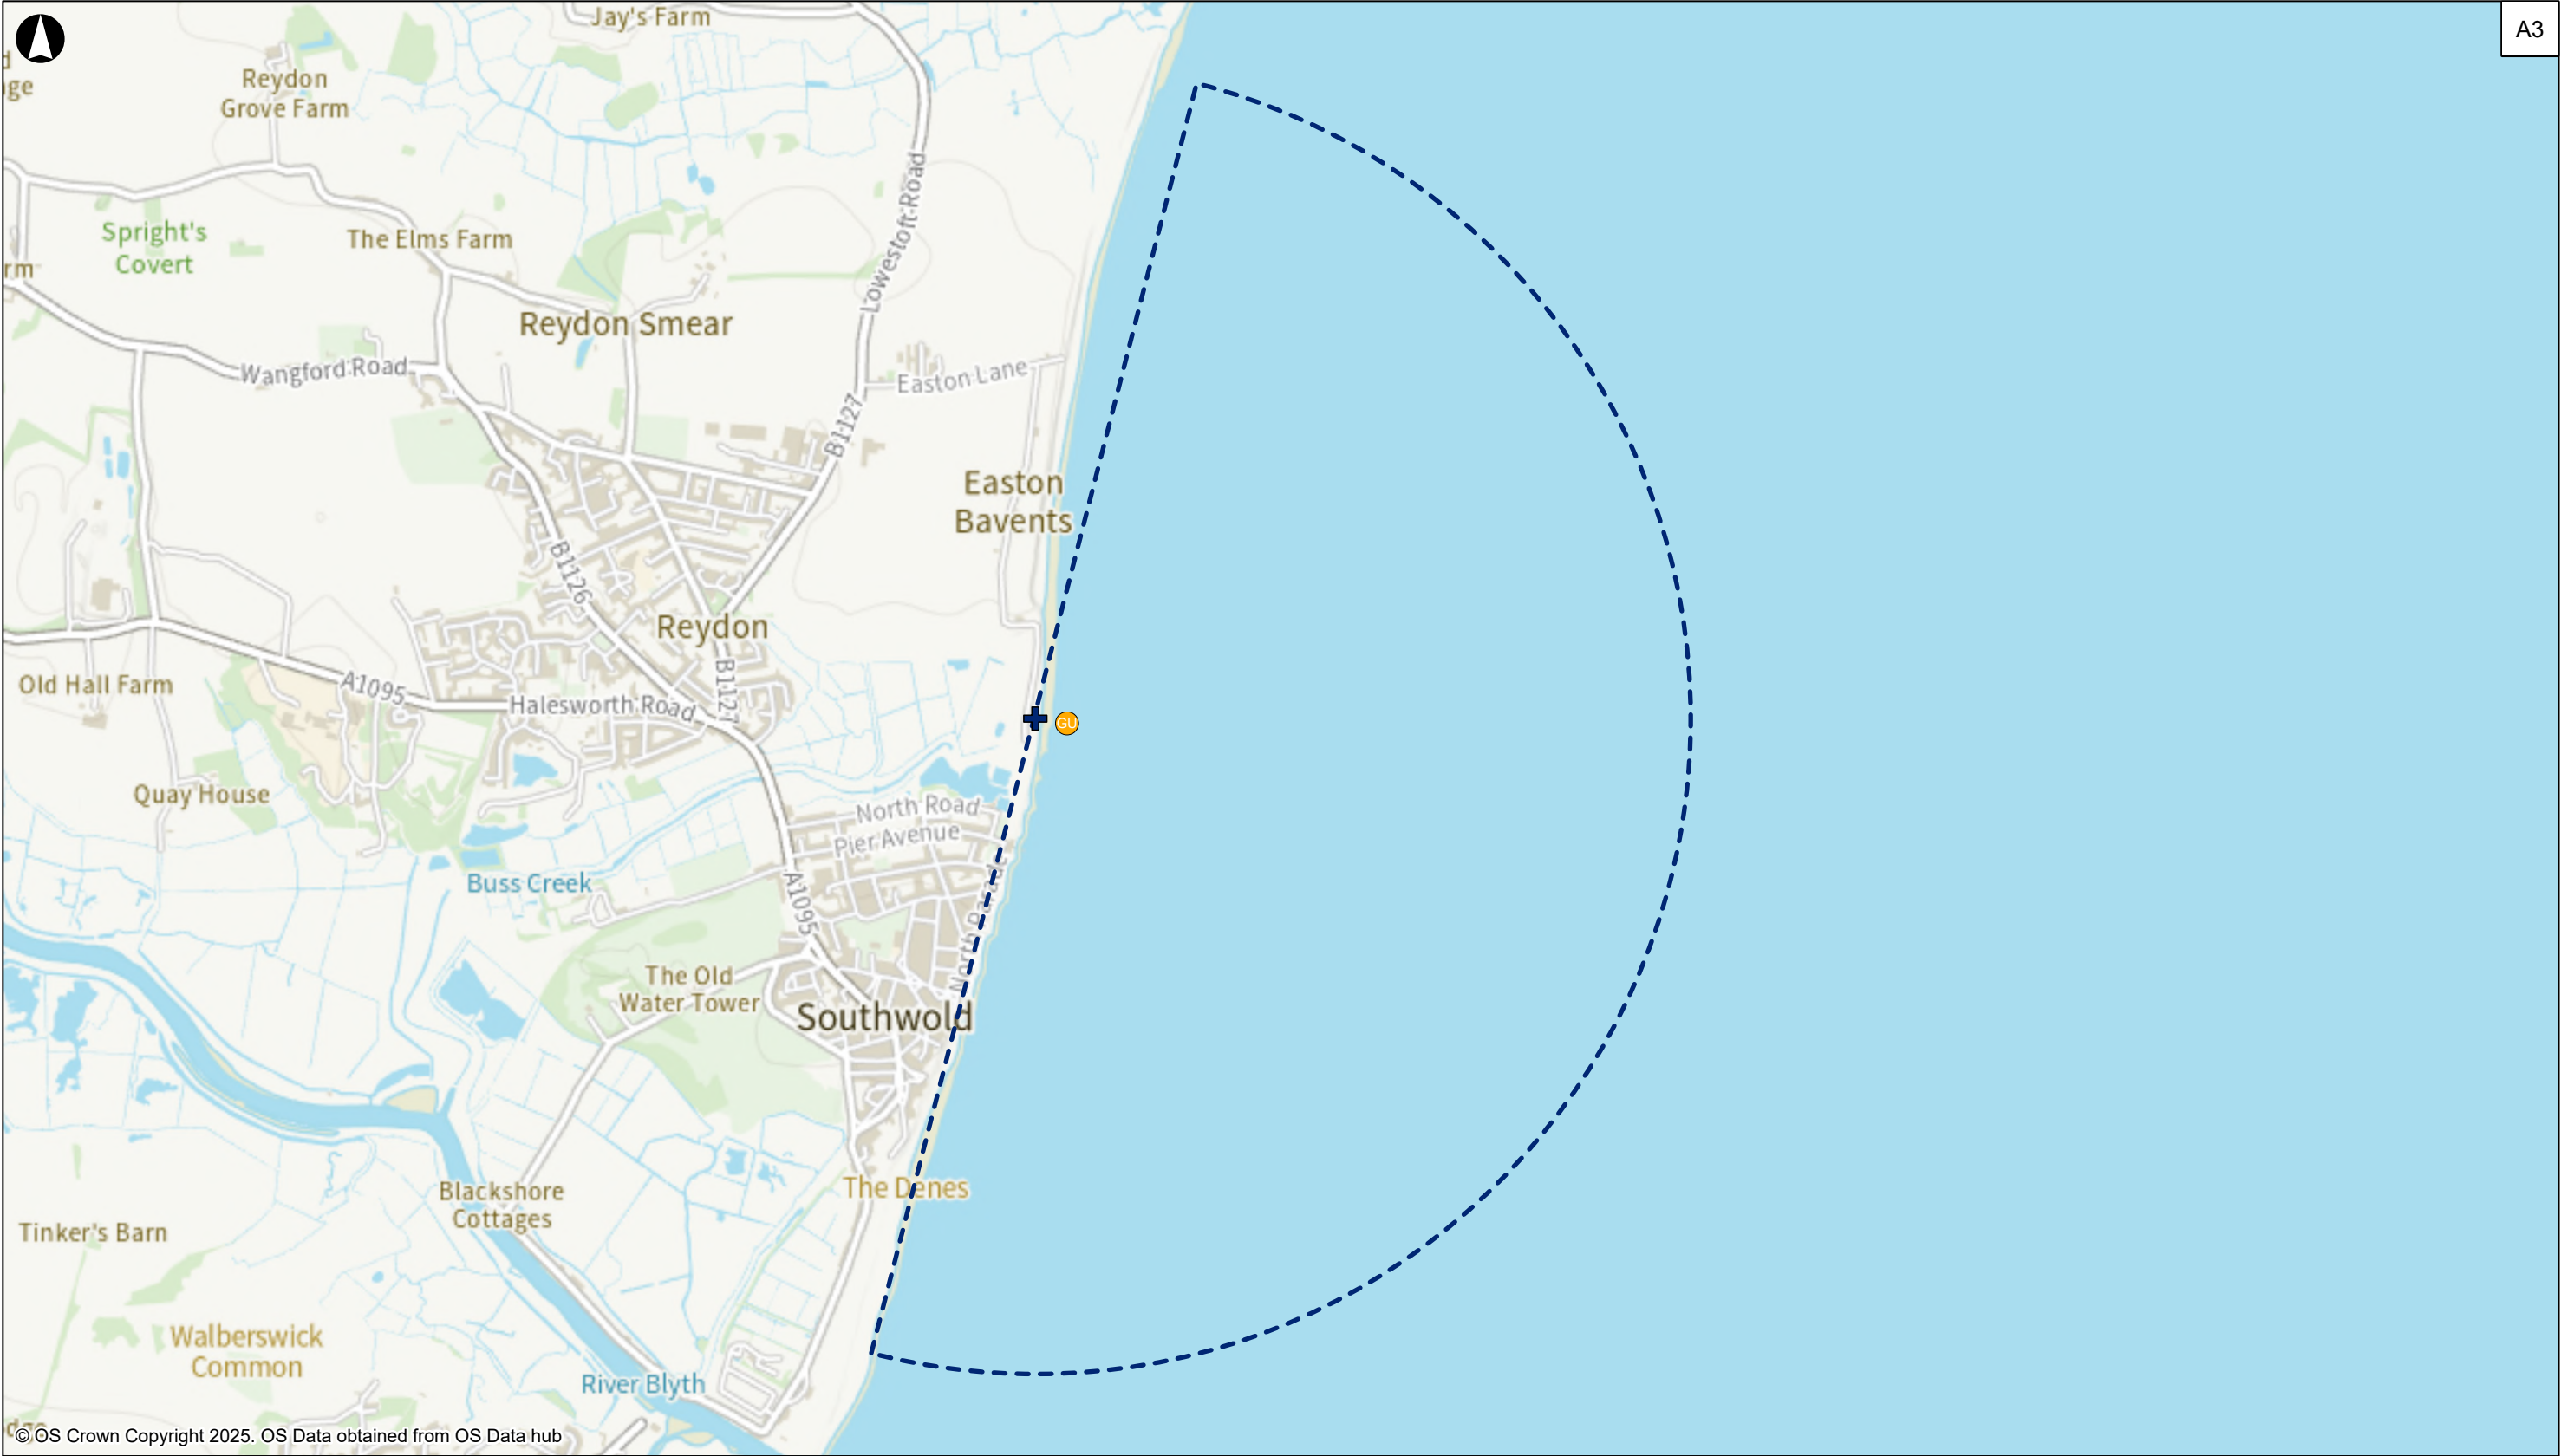 Jay's Farm
A3
Reydon
Grove Farm
Spright's
Covert
The Elms Farm
Lowestoft Road
Reydon Smear
Wangford Road
Easton Lane
B1127
Easton
Bavents
B1126
Reydon
B1127
Old Hall Farm
A1095
Halesworth Road
GU
Quay House
North Road
Pier Avenue
North Parade
Buss Creek
A1095
The Old
Water Tower
Southwold
The Denes
Blackshore
Cottages
Tinker's Barn
Walberswick
Common
River Blyth
© OS Crown Copyright 2025. OS Data obtained from OS Data hub